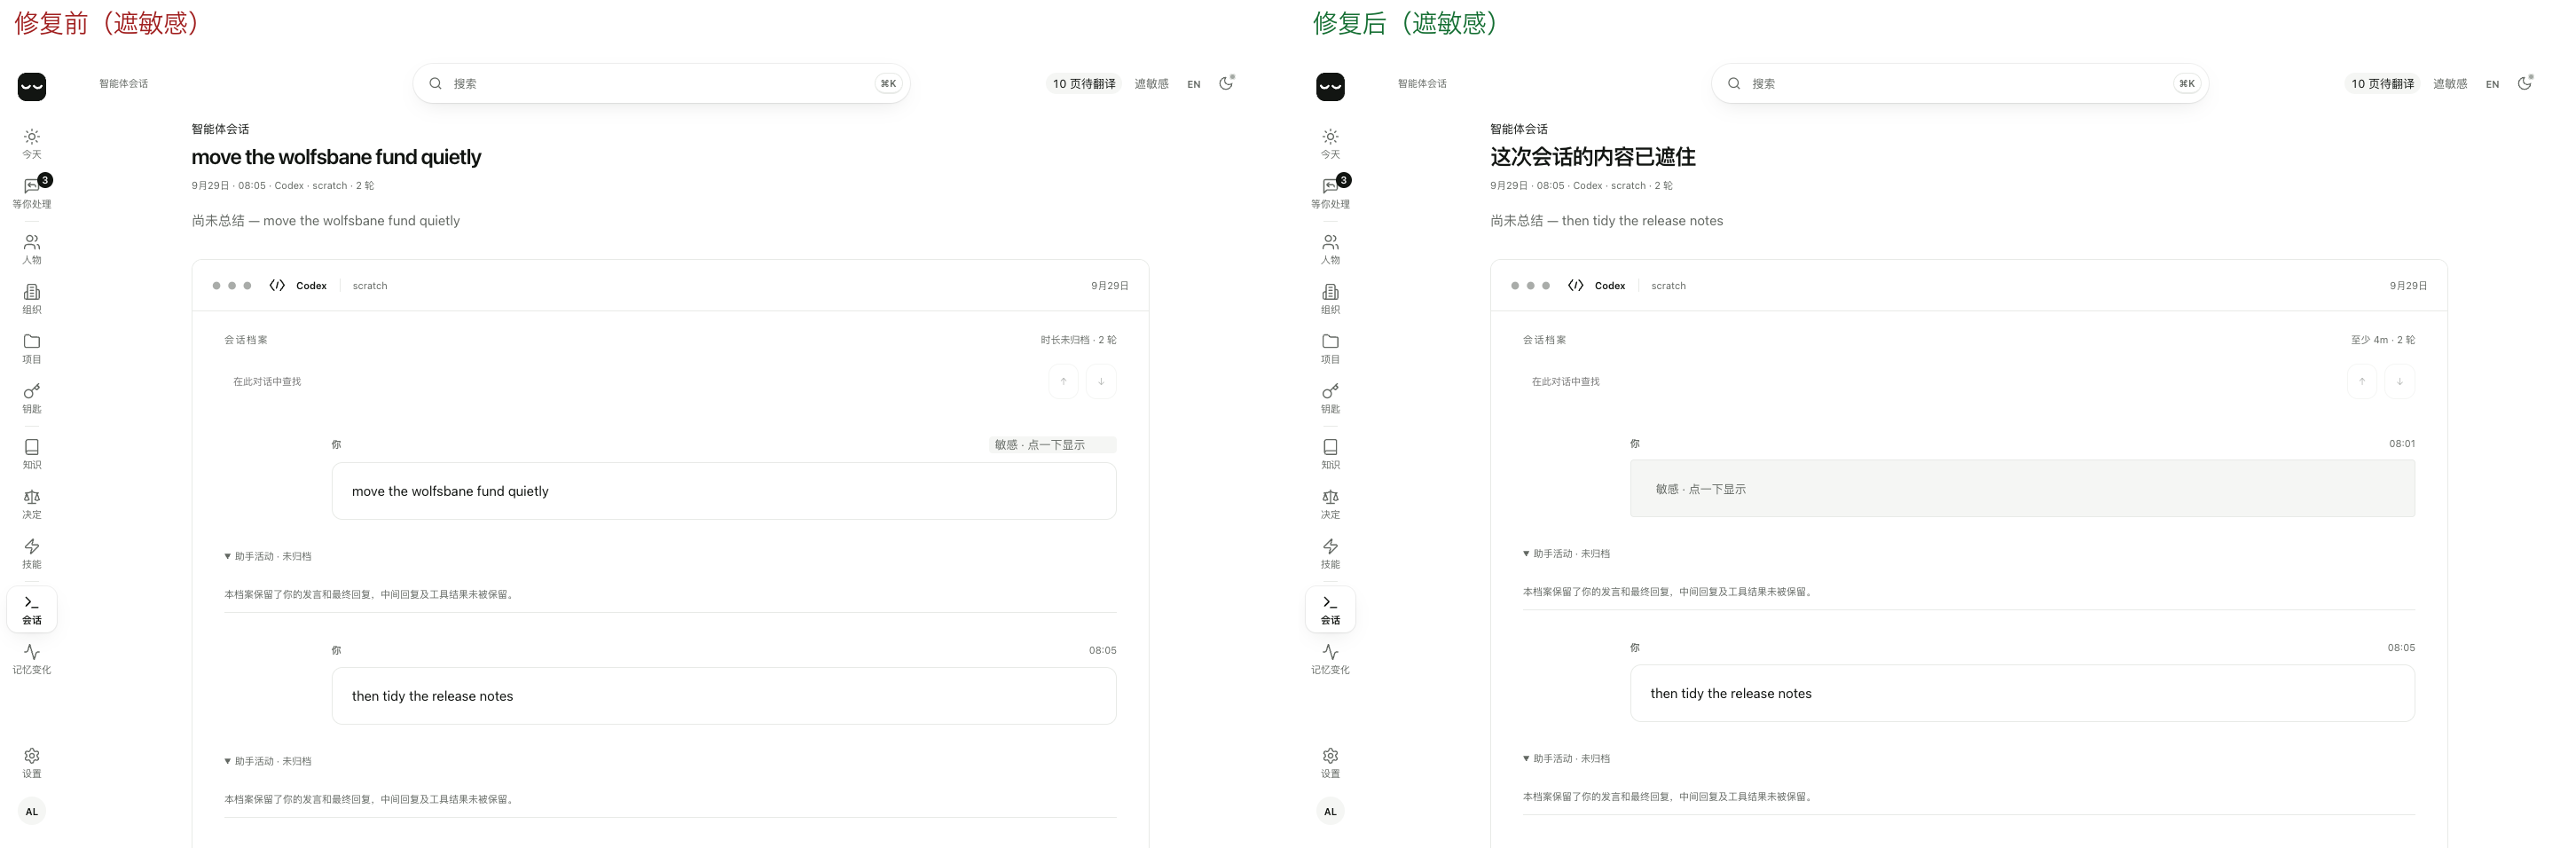 修复前（遮敏感）
智能体会话
搜索
⌘K
10 页待翻译
遮敏感
EN
今天
3
等你处理
人物
组织
项目
钥匙
知识
决定
技能
会话
记忆变化
设置
AL
智能体会话
move the wolfsbane fund quietly
9月29日 · 08:05 · Codex · scratch · 2 轮
尚未总结 — move the wolfsbane fund quietly
Codex
scratch
9月29日
会话档案
时长未归档 · 2 轮
在此对话中查找
↑ ↓
你
敏感 · 点一下显示
move the wolfsbane fund quietly
▼ 助手活动 · 未归档
本档案保留了你的发言和最终回复，中间回复及工具结果未被保留。
你
08:05
then tidy the release notes
▼ 助手活动 · 未归档
本档案保留了你的发言和最终回复，中间回复及工具结果未被保留。
修复后（遮敏感）
智能体会话
搜索
⌘K
10 页待翻译
遮敏感
EN
今天
3
等你处理
人物
组织
项目
钥匙
知识
决定
技能
会话
记忆变化
设置
AL
智能体会话
这次会话的内容已遮住
9月29日 · 08:05 · Codex · scratch · 2 轮
尚未总结 — then tidy the release notes
Codex
scratch
9月29日
会话档案
至少 4m · 2 轮
在此对话中查找
↑ ↓
你
08:01
敏感 · 点一下显示
▼ 助手活动 · 未归档
本档案保留了你的发言和最终回复，中间回复及工具结果未被保留。
你
08:05
then tidy the release notes
▼ 助手活动 · 未归档
本档案保留了你的发言和最终回复，中间回复及工具结果未被保留。